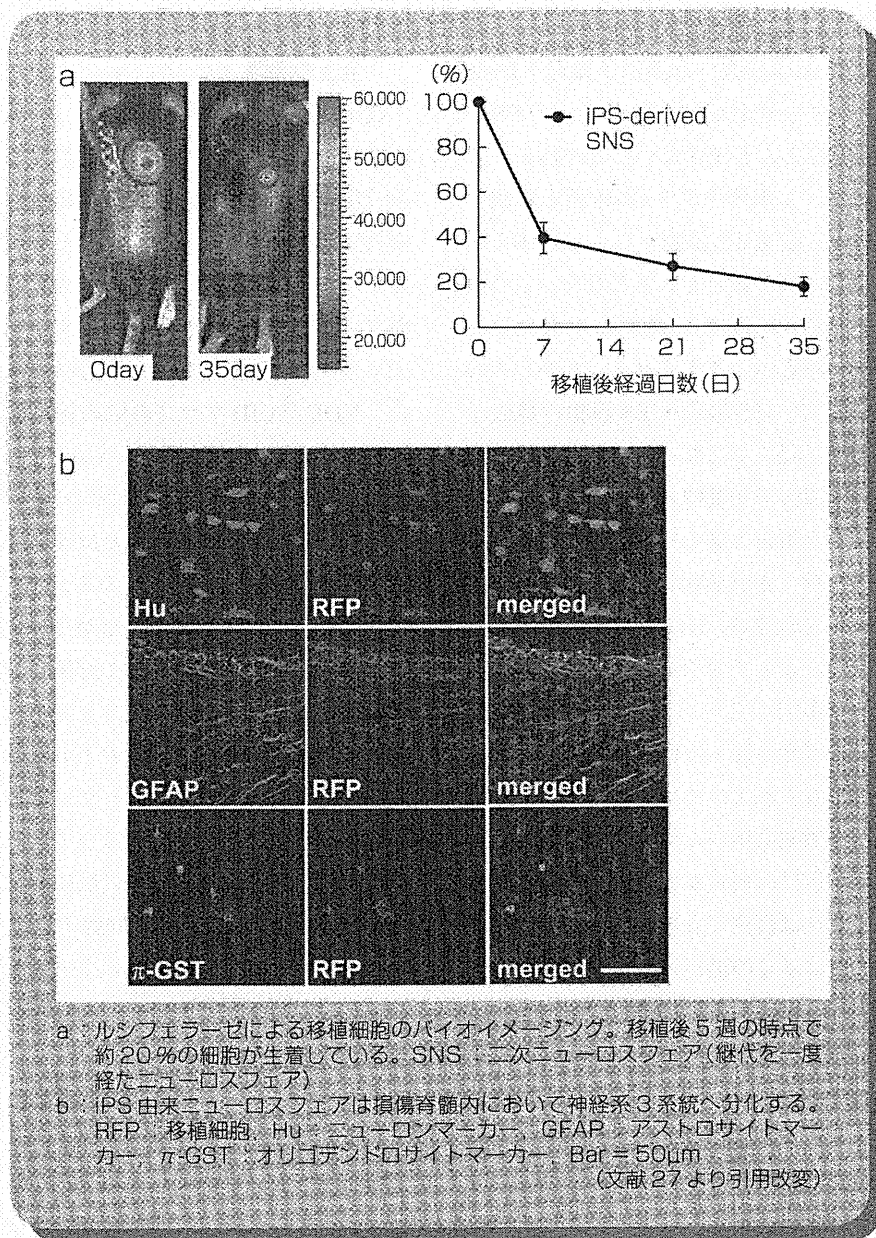 a
(%)
100
80
60
40
20
0
iPS-derived
SNS
0 7 14 21 28 35
移植後経過日数(日)
60,000
50,000
40,000
30,000
20,000
0day
35day
b
Hu RFP merged
GFAP RFP merged
π-GST RFP merged
a:ルシフェラーゼによる移植細胞のバイオイメージング。移植後5週の時点で
約20%の細胞が生着している。SNS:二次ニューロスフェア(継代を一度
経たニューロスフェア)
b:iPS由来ニューロスフェアは損傷脊髄内において神経系3系統へ分化する。
RFP:移植細胞,Hu:ニューロンマーカー,GFAP:アストロサイトマー
カー,π-GST:オリゴデンドロサイトマーカー,Bar=50μm
(文献27より引用改変)